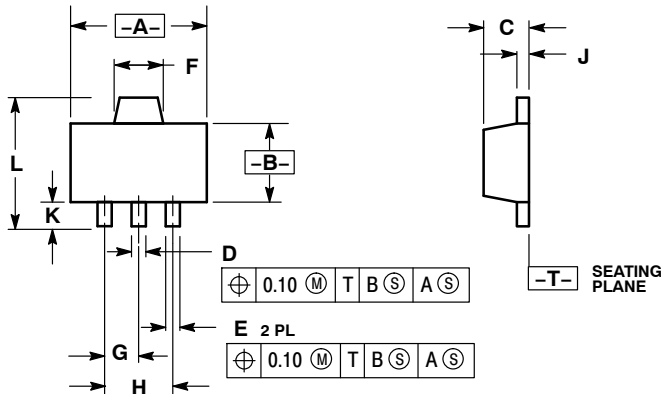 –A–
C
F
J
L
–B–
K
D
⌖ 0.10 Ⓜ T B Ⓢ A Ⓢ
–T– SEATING
PLANE
E 2 PL
⌖ 0.10 Ⓜ T B Ⓢ A Ⓢ
G
H